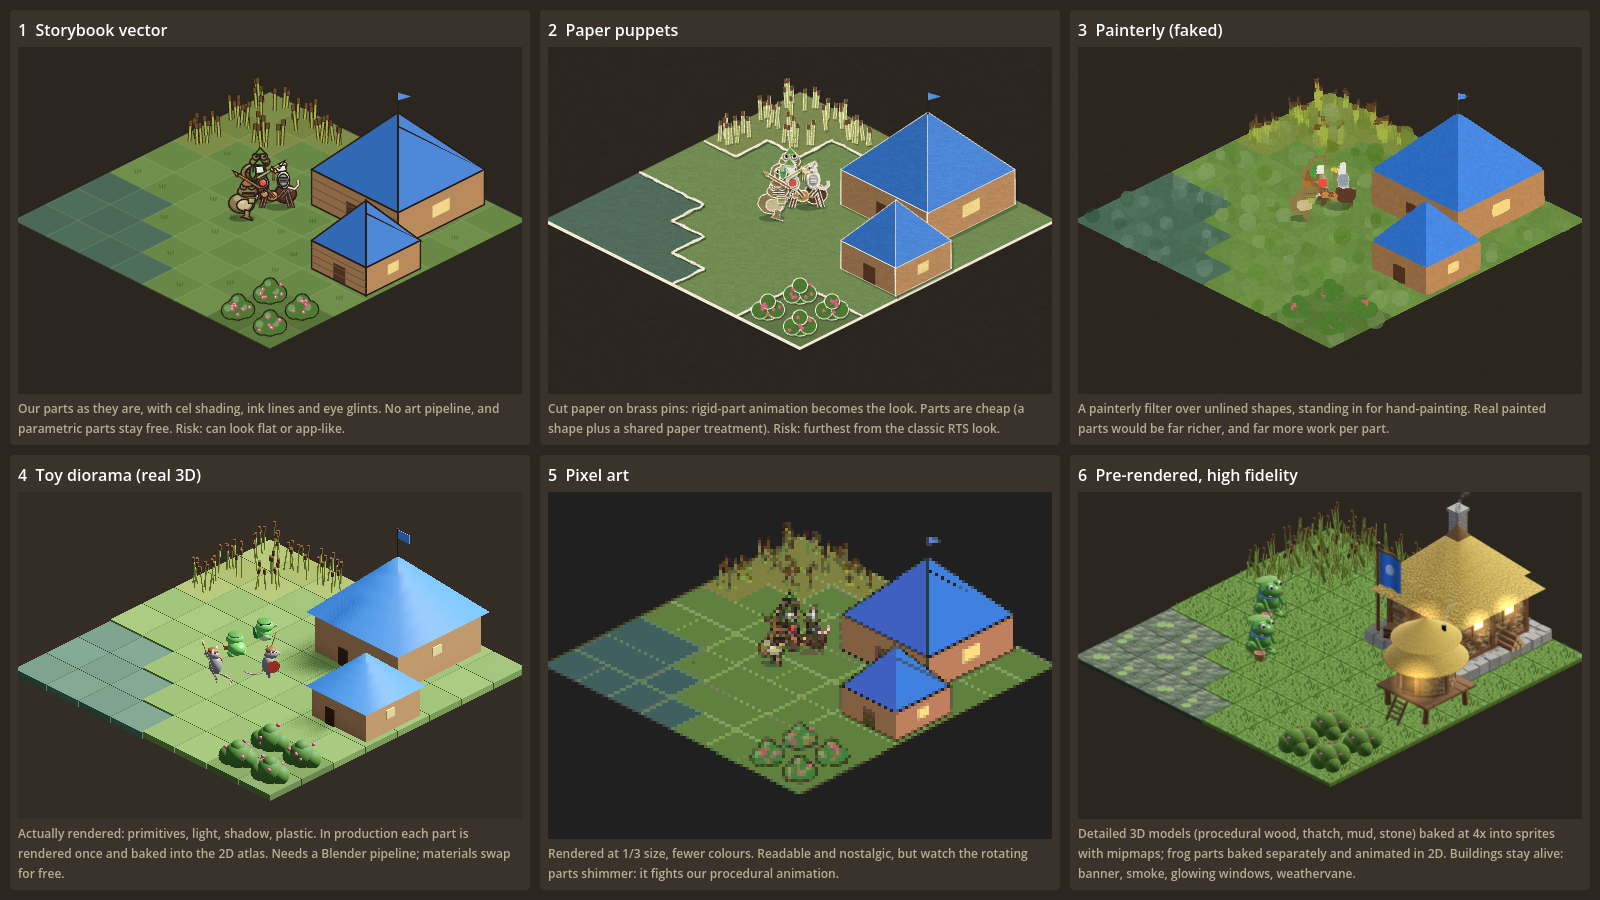 1 Storybook vector
Our parts as they are, with cel shading, ink lines and eye glints. No art pipeline, and
parametric parts stay free. Risk: can look flat or app-like.
2 Paper puppets
Cut paper on brass pins: rigid-part animation becomes the look. Parts are cheap (a
shape plus a shared paper treatment). Risk: furthest from the classic RTS look.
3 Painterly (faked)
A painterly filter over unlined shapes, standing in for hand-painting. Real painted
parts would be far richer, and far more work per part.
4 Toy diorama (real 3D)
Actually rendered: primitives, light, shadow, plastic. In production each part is
rendered once and baked into the 2D atlas. Needs a Blender pipeline; materials swap
for free.
5 Pixel art
Rendered at 1/3 size, fewer colours. Readable and nostalgic, but watch the rotating
parts shimmer: it fights our procedural animation.
6 Pre-rendered, high fidelity
Detailed 3D models (procedural wood, thatch, mud, stone) baked at 4x into sprites
with mipmaps; frog parts baked separately and animated in 2D. Buildings stay alive:
banner, smoke, glowing windows, weathervane.